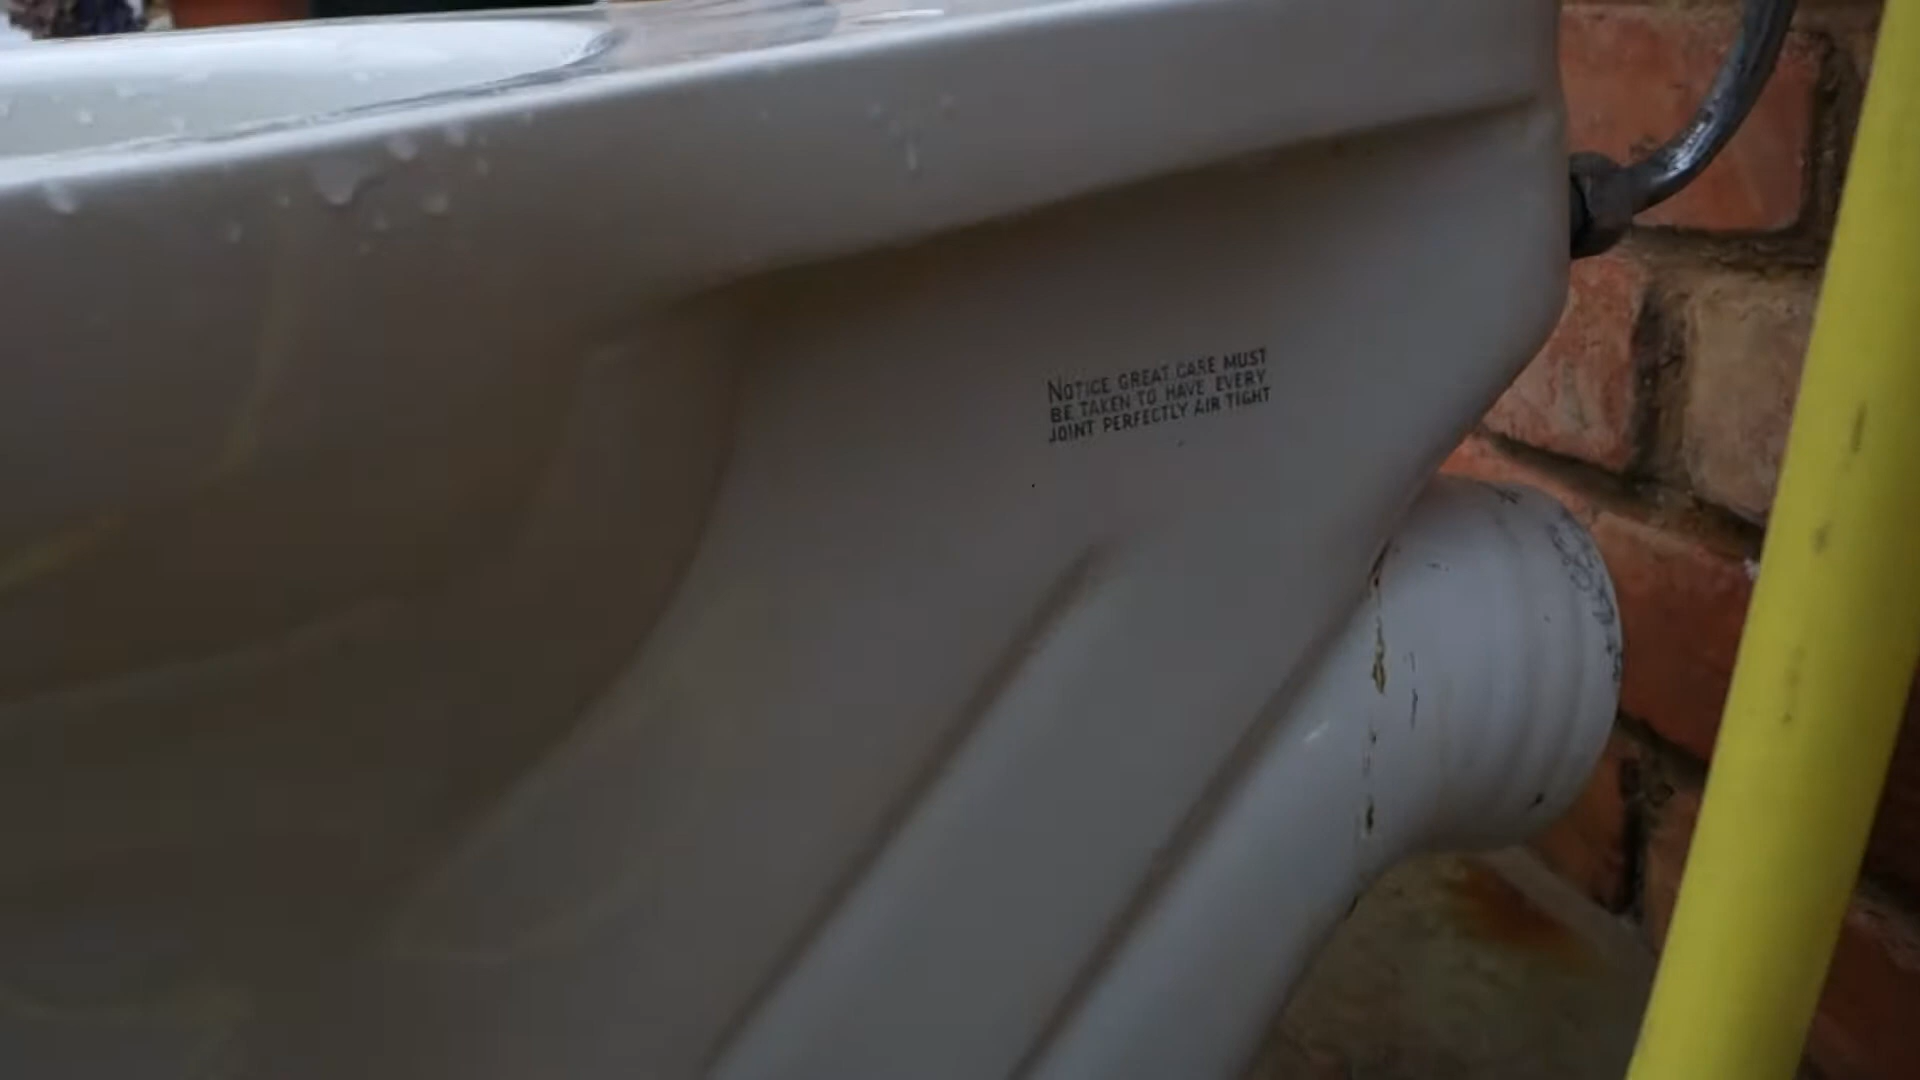 NOTICE GREAT CARE MUST
BE TAKEN TO HAVE EVERY
JOINT PERFECTLY AIR TIGHT